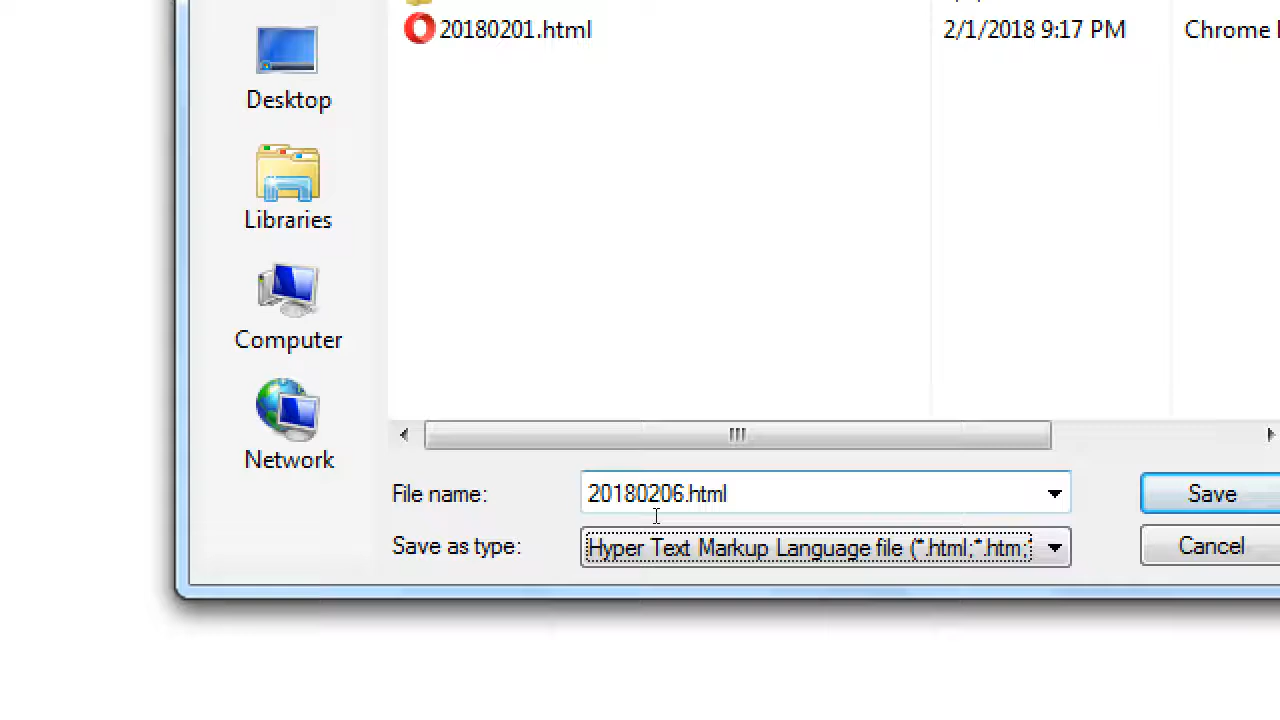 20180201.html 2/1/2018 9:17 PM Chrome
Desktop
Libraries
Computer
Network
File name: 20180206.html Save
Save as type: Hyper Text Markup Language file (*.html;*.htm; Cancel